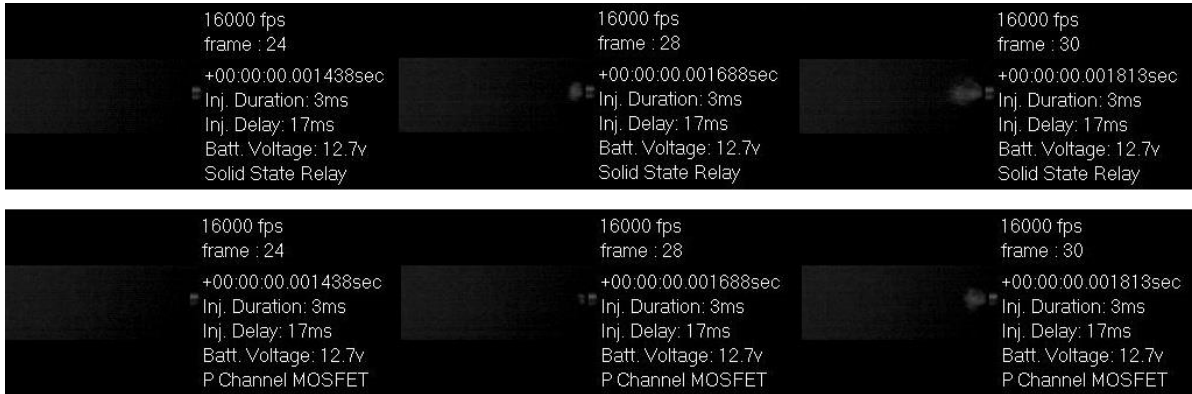 16000 fps
frame : 24
+00:00:00.001438sec
Inj. Duration: 3ms
Inj. Delay: 17ms
Batt. Voltage: 12.7v
Solid State Relay
16000 fps
frame : 28
+00:00:00.001688sec
Inj. Duration: 3ms
Inj. Delay: 17ms
Batt. Voltage: 12.7v
Solid State Relay
16000 fps
frame : 30
+00:00:00.001813sec
Inj. Duration: 3ms
Inj. Delay: 17ms
Batt. Voltage: 12.7v
Solid State Relay
16000 fps
frame : 24
+00:00:00.001438sec
Inj. Duration: 3ms
Inj. Delay: 17ms
Batt. Voltage: 12.7v
P Channel MOSFET
16000 fps
frame : 28
+00:00:00.001688sec
Inj. Duration: 3ms
Inj. Delay: 17ms
Batt. Voltage: 12.7v
P Channel MOSFET
16000 fps
frame : 30
+00:00:00.001813sec
Inj. Duration: 3ms
Inj. Delay: 17ms
Batt. Voltage: 12.7v
P Channel MOSFET